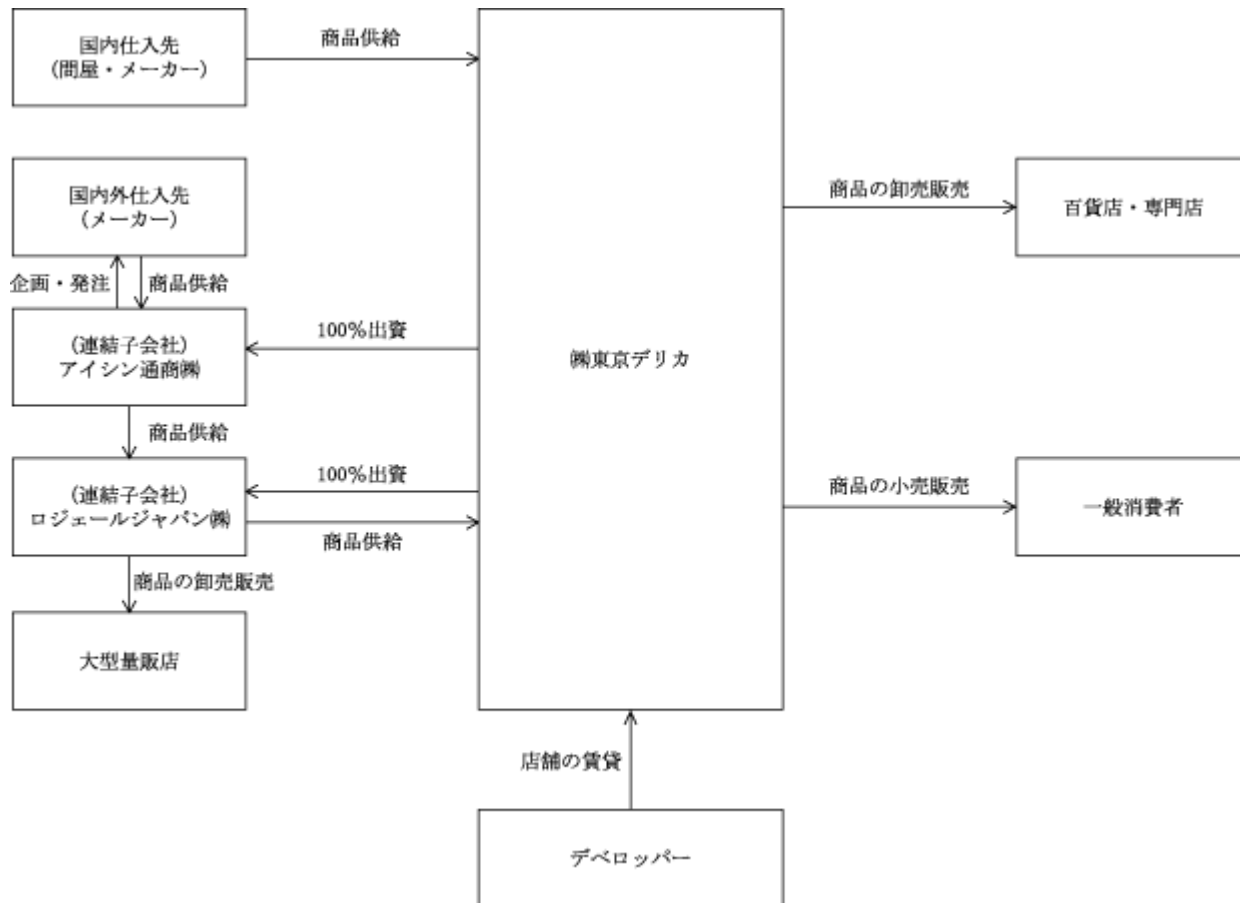 国内仕入先
(問屋・メーカー)
商品供給
国内外仕入先
(メーカー)
企画・発注
商品供給
(連結子会社)
アイシン通商㈱
100%出資
商品供給
(連結子会社)
ロジェールジャパン㈱
100%出資
商品供給
商品の卸売販売
大型量販店
㈱東京デリカ
商品の卸売販売
百貨店・専門店
商品の小売販売
一般消費者
店舗の賃貸
デベロッパー